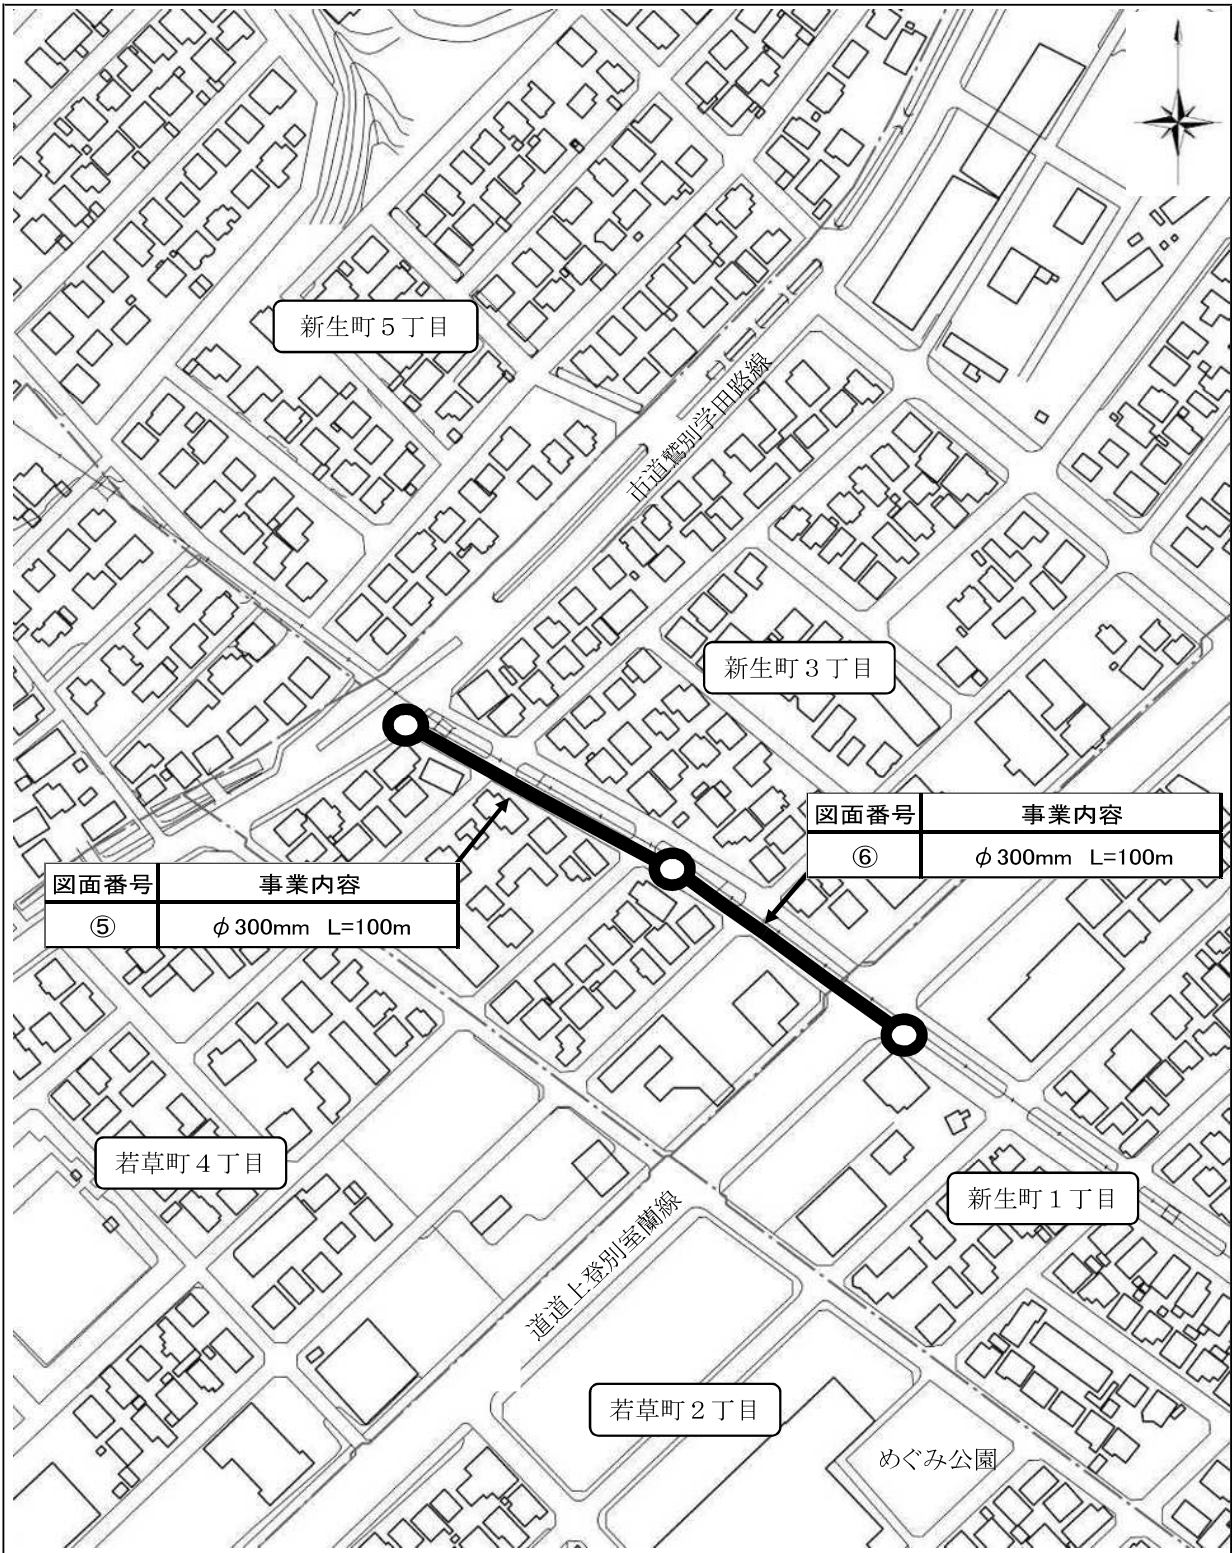 新生町５丁目
市道鷲別学田路線
新生町３丁目
図面番号 事業内容
⑥ φ300mm L=100m
図面番号 事業内容
⑤ φ300mm L=100m
若草町４丁目
新生町１丁目
道道上登別室蘭線
若草町２丁目
めぐみ公園